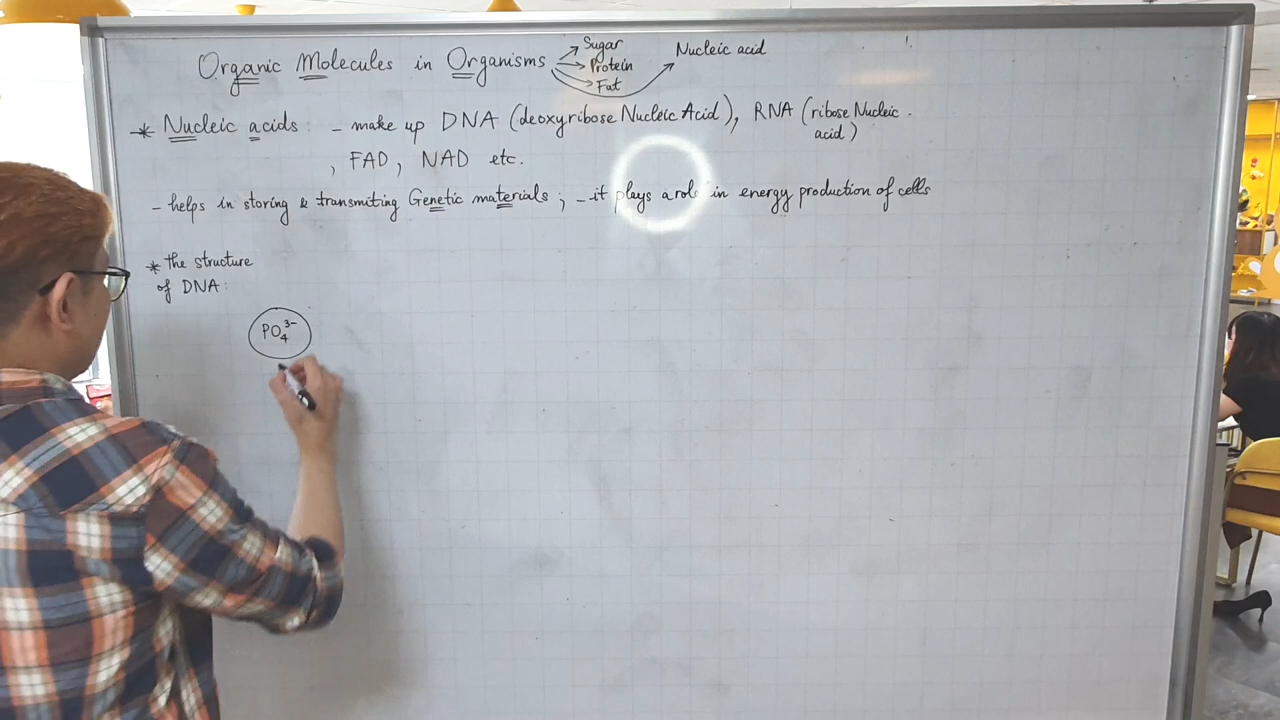 Organic Molecules in Organisms
Sugar
Protein
Fat
Nucleic acid
* Nucleic acids: - make up DNA (deoxyribose Nucleic Acid), RNA (ribose Nucleic
acid)
, FAD, NAD etc.
- helps in storing & transmiting Genetic materials; - it plays a role in energy production of cells
* the structure
of DNA:
PO₄³⁻